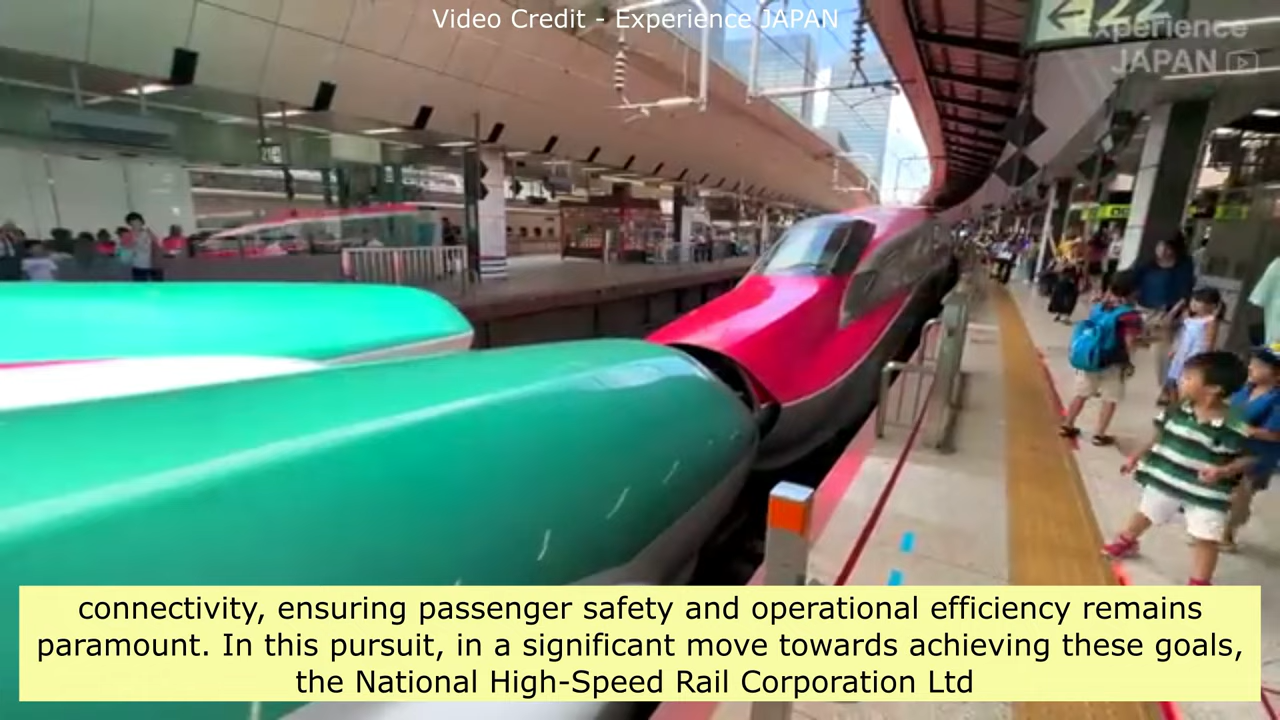 Video Credit - Experience JAPAN
22
Experience
JAPAN
connectivity, ensuring passenger safety and operational efficiency remains
paramount. In this pursuit, in a significant move towards achieving these goals,
the National High-Speed Rail Corporation Ltd